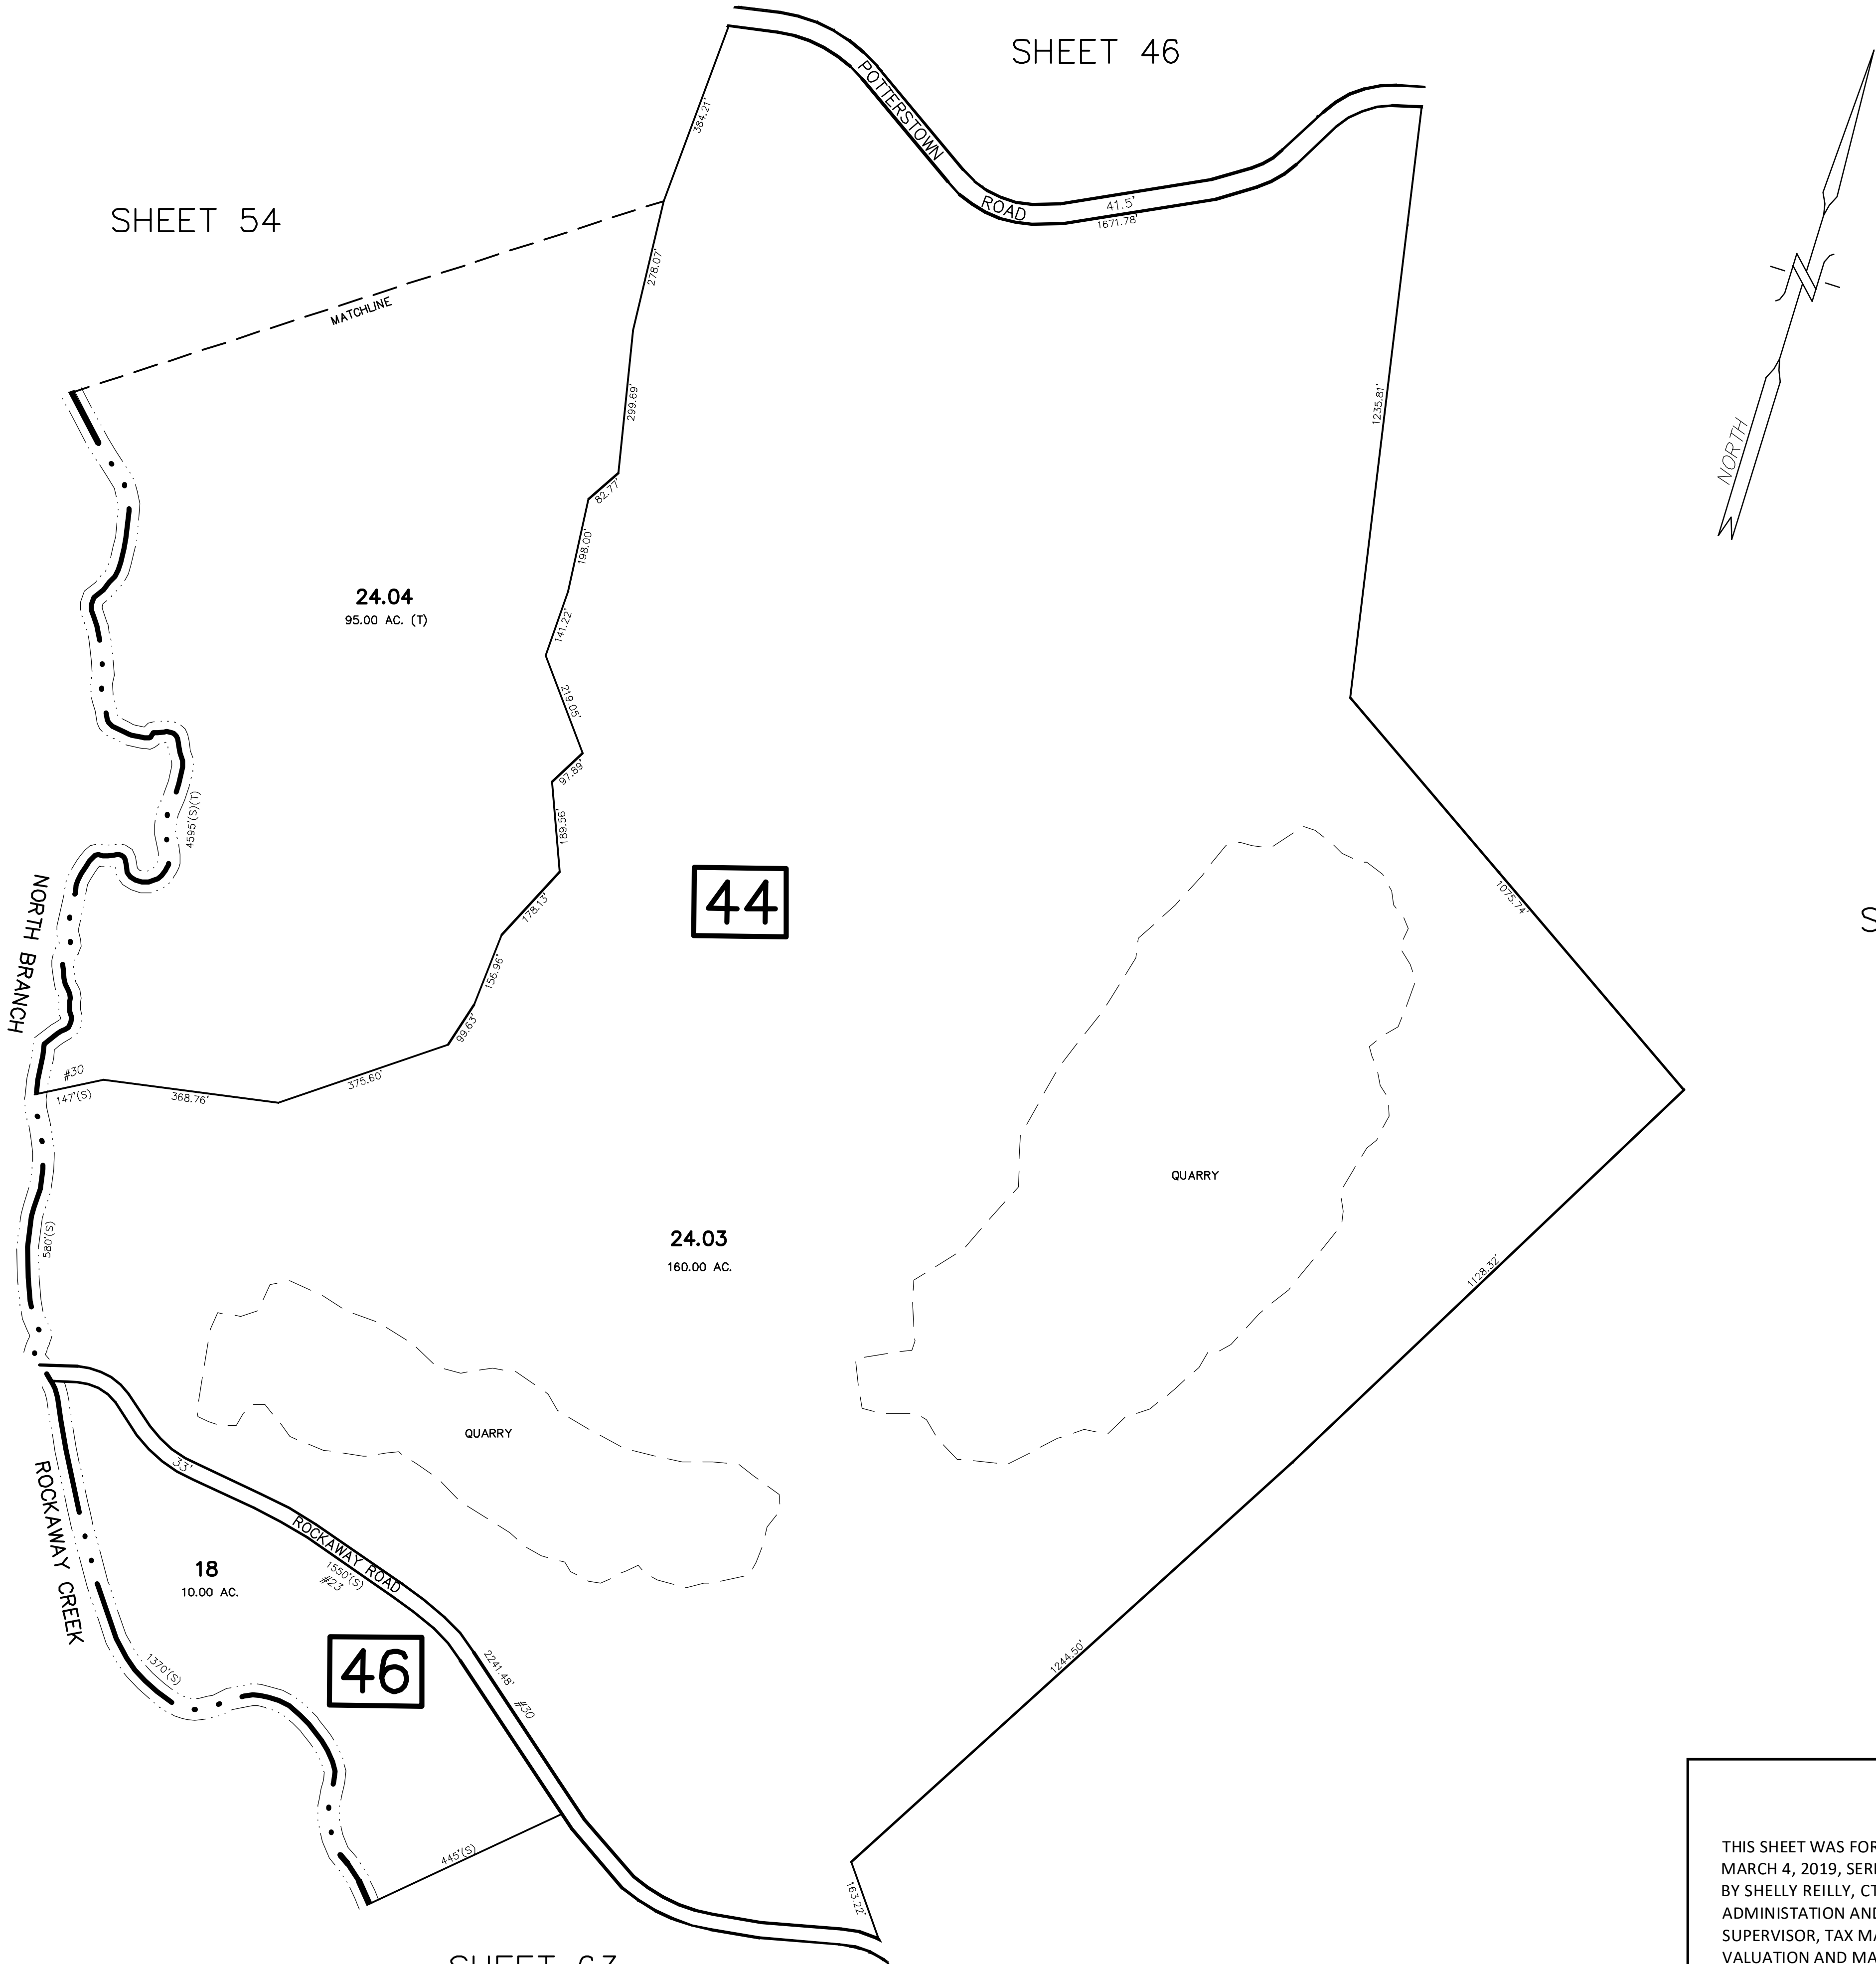 SHEET 46
POTTERSTOWN
ROAD
41.5'
1671.78'
384.21'
SHEET 54
MATCHLINE
278.07'
299.69'
82.77'
198.00'
141.22'
219.05'
97.89'
189.56'
178.13'
156.96'
99.63'
375.60'
368.76'
147'(S)
#30
24.04
95.00 AC. (T)
4595'(S)(T)
NORTH BRANCH
NORTH
1235.81'
1075.74'
44
QUARRY
24.03
160.00 AC.
1128.32'
580'(S)
QUARRY
33'
ROCKAWAY ROAD
1550'(S)
#23
ROCKAWAY CREEK
18
10.00 AC.
1370'(S)
46
2241.48'
#30
1244.50'
445'(S)
163.22'
THIS SHEET WAS FOR
MARCH 4, 2019, SERI
BY SHELLY REILLY, CT
ADMINISTATION AND
SUPERVISOR, TAX MA
VALUATION AND MA